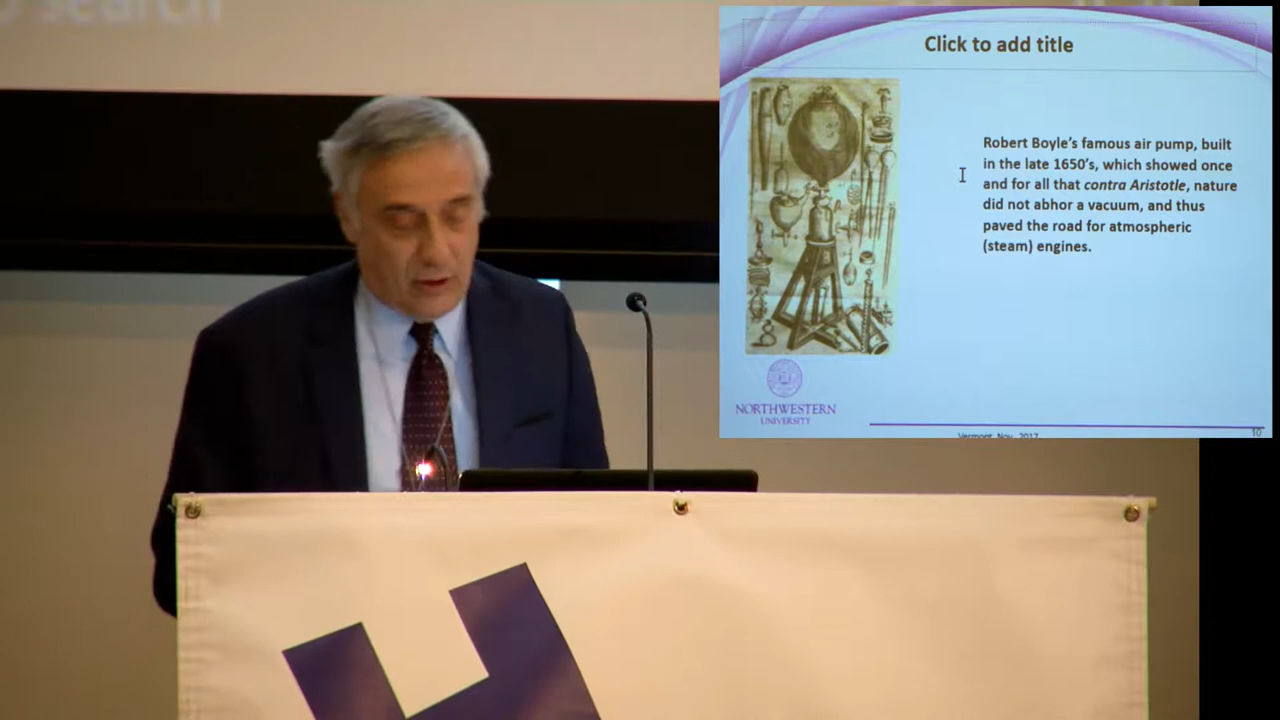 search
Click to add title
Robert Boyle's famous air pump, built
in the late 1650's, which showed once
and for all that contra Aristotle, nature
did not abhor a vacuum, and thus
paved the road for atmospheric
(steam) engines.
NORTHWESTERN
UNIVERSITY
Vermont, Nov. 2017
10